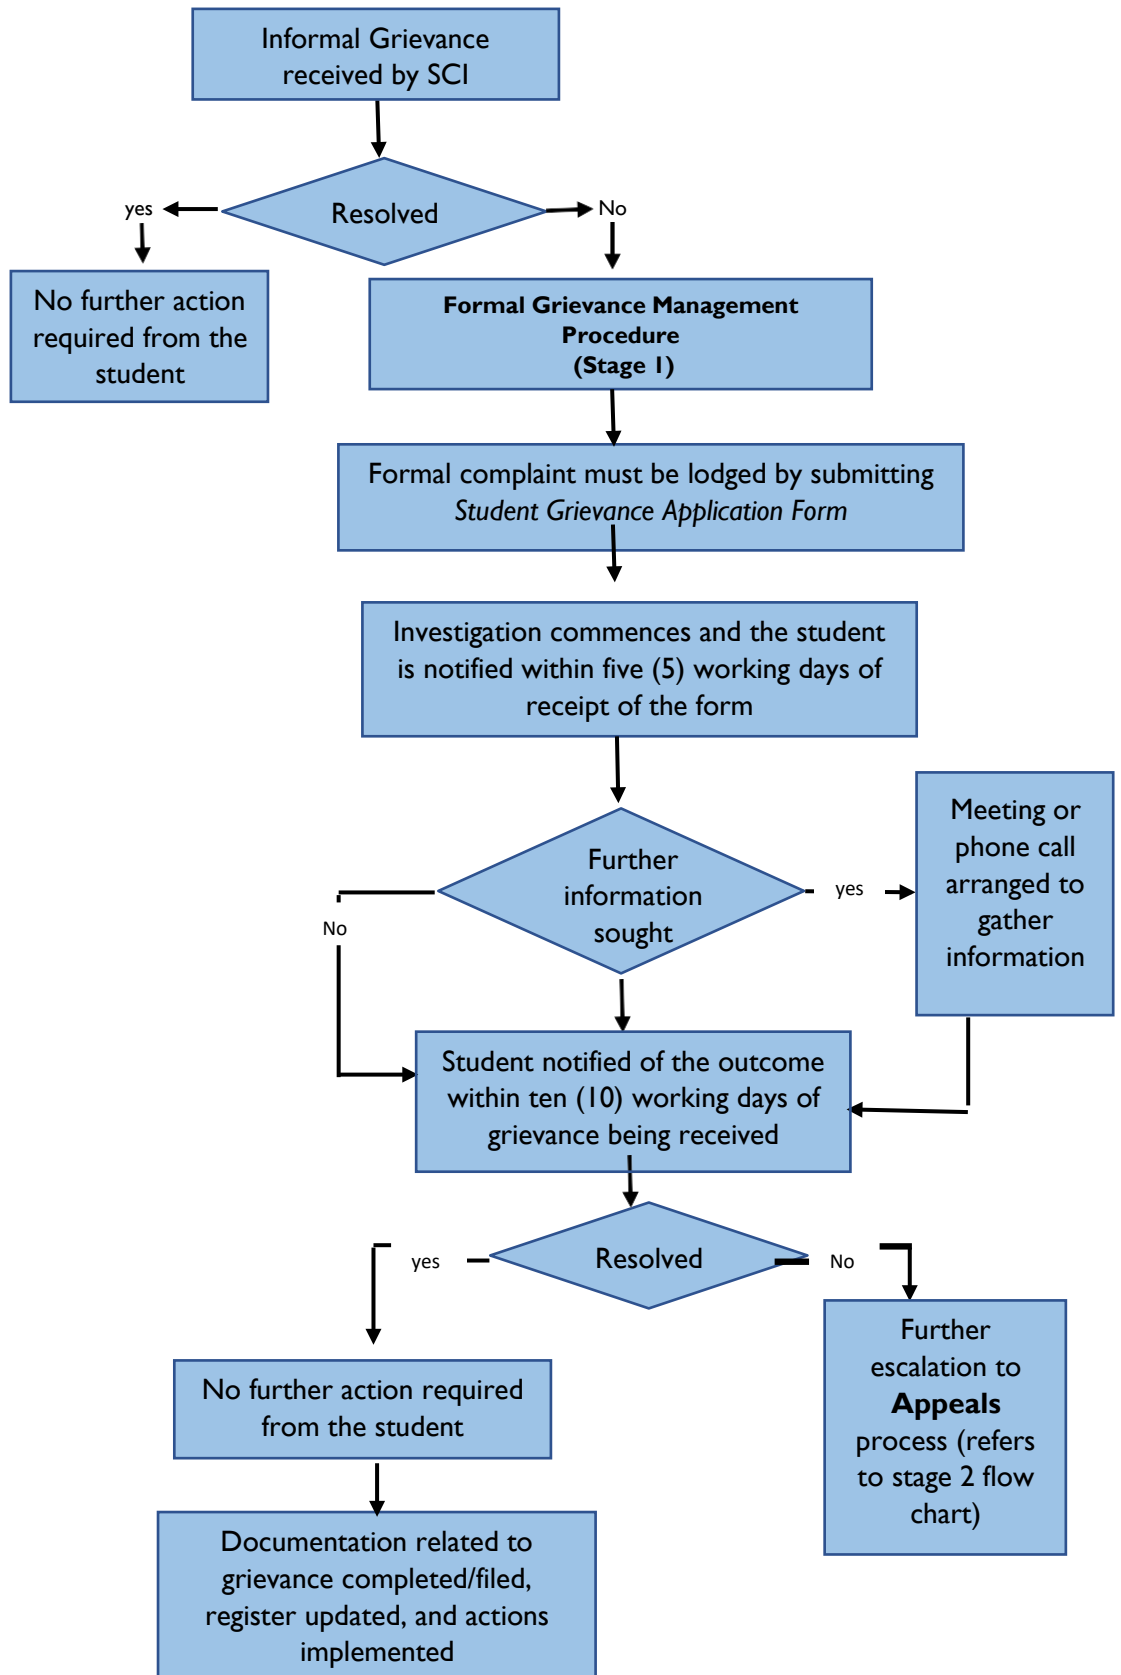 Informal Grievance
received by SCI
Resolved
yes
No
No further action
required from the
student
Formal Grievance Management
Procedure
(Stage 1)
Formal complaint must be lodged by submitting
Student Grievance Application Form
Investigation commences and the student
is notified within five (5) working days of
receipt of the form
Further
information
sought
yes
No
Meeting or
phone call
arranged to
gather
information
Student notified of the outcome
within ten (10) working days of
grievance being received
Resolved
yes
No
No further action required
from the student
Further
escalation to
Appeals
process (refers
to stage 2 flow
chart)
Documentation related to
grievance completed/filed,
register updated, and actions
implemented